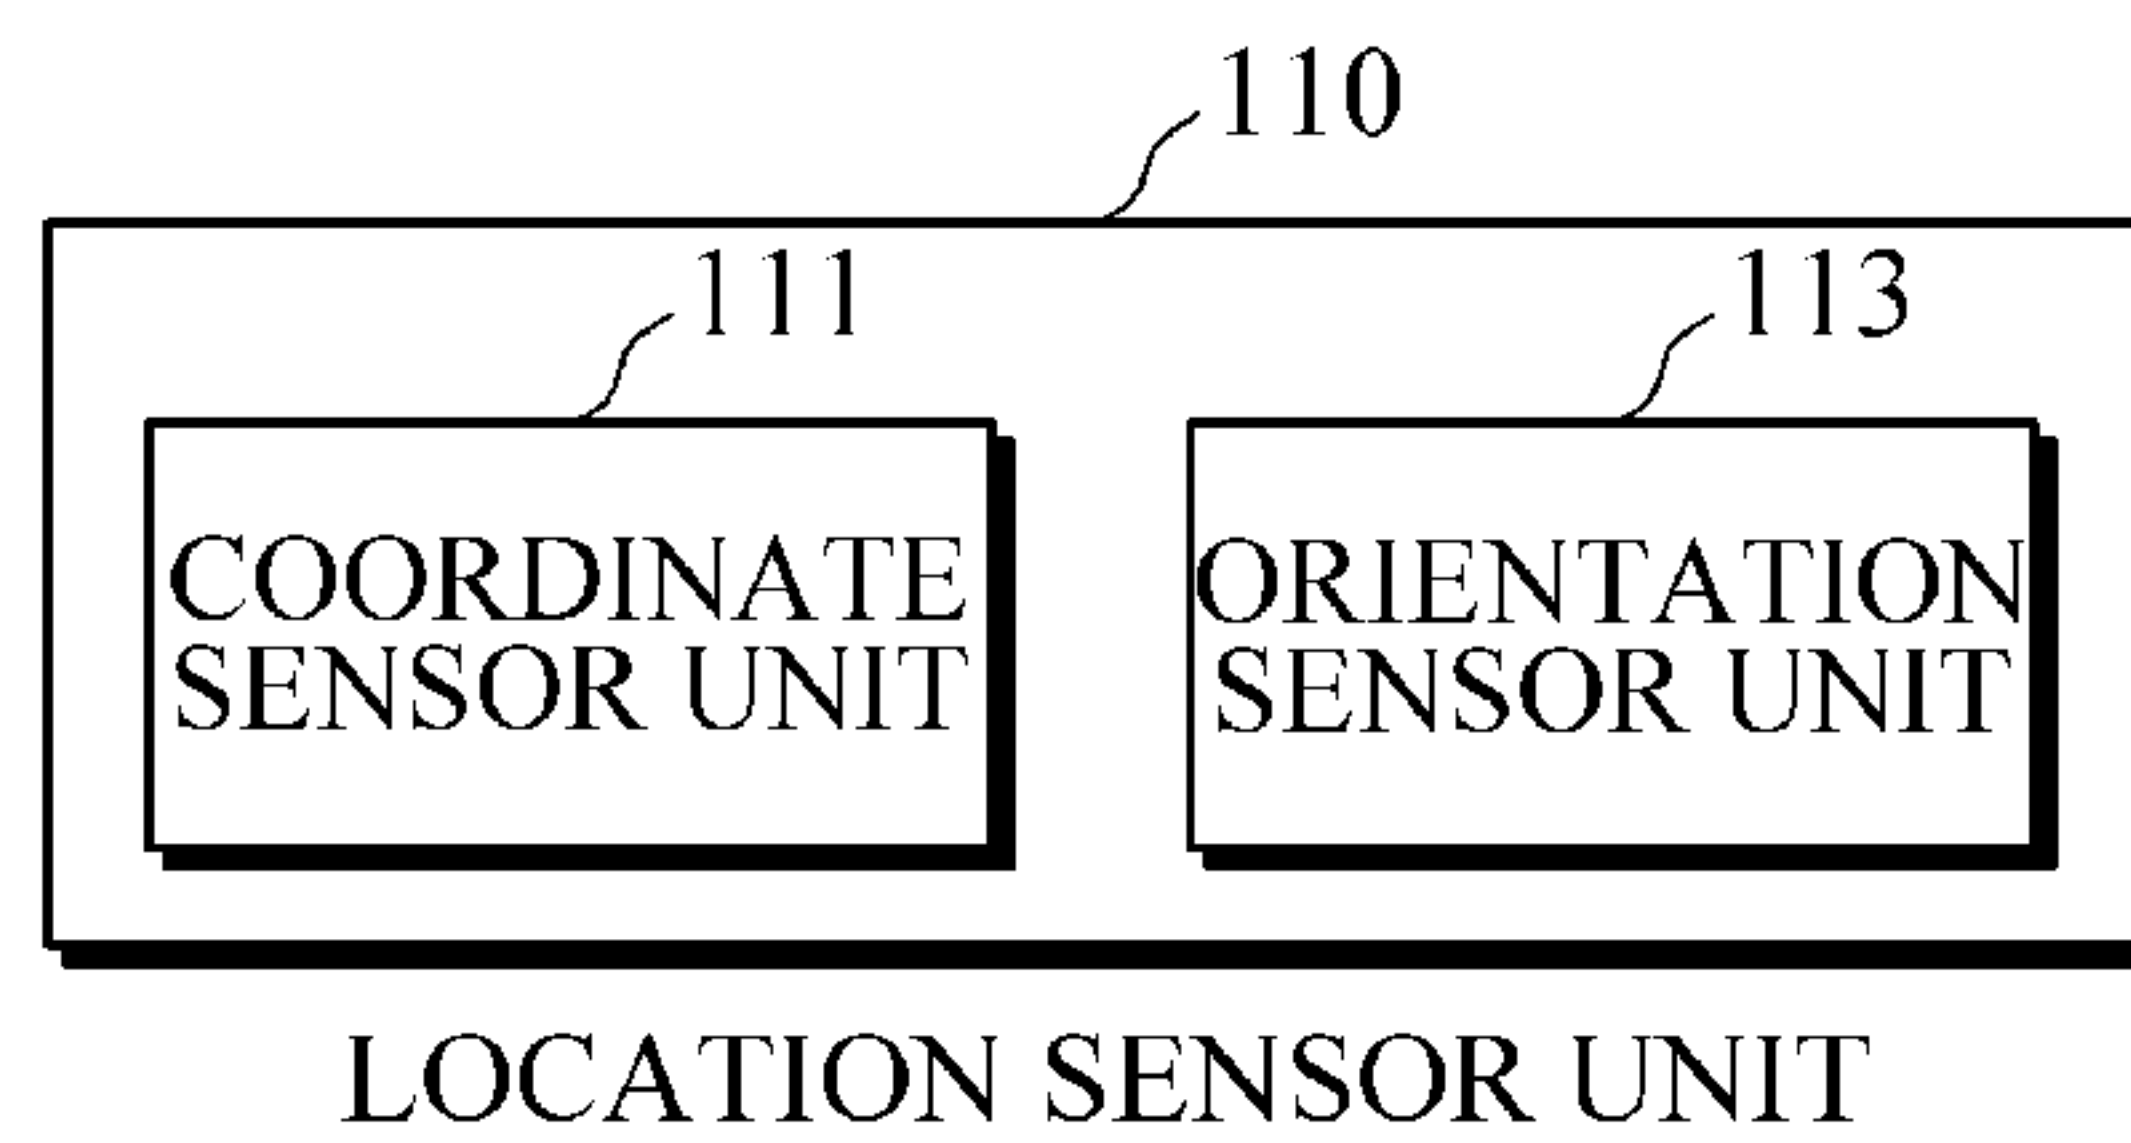 110
111
113
COORDINATE
SENSOR UNIT
ORIENTATION
SENSOR UNIT
LOCATION SENSOR UNIT